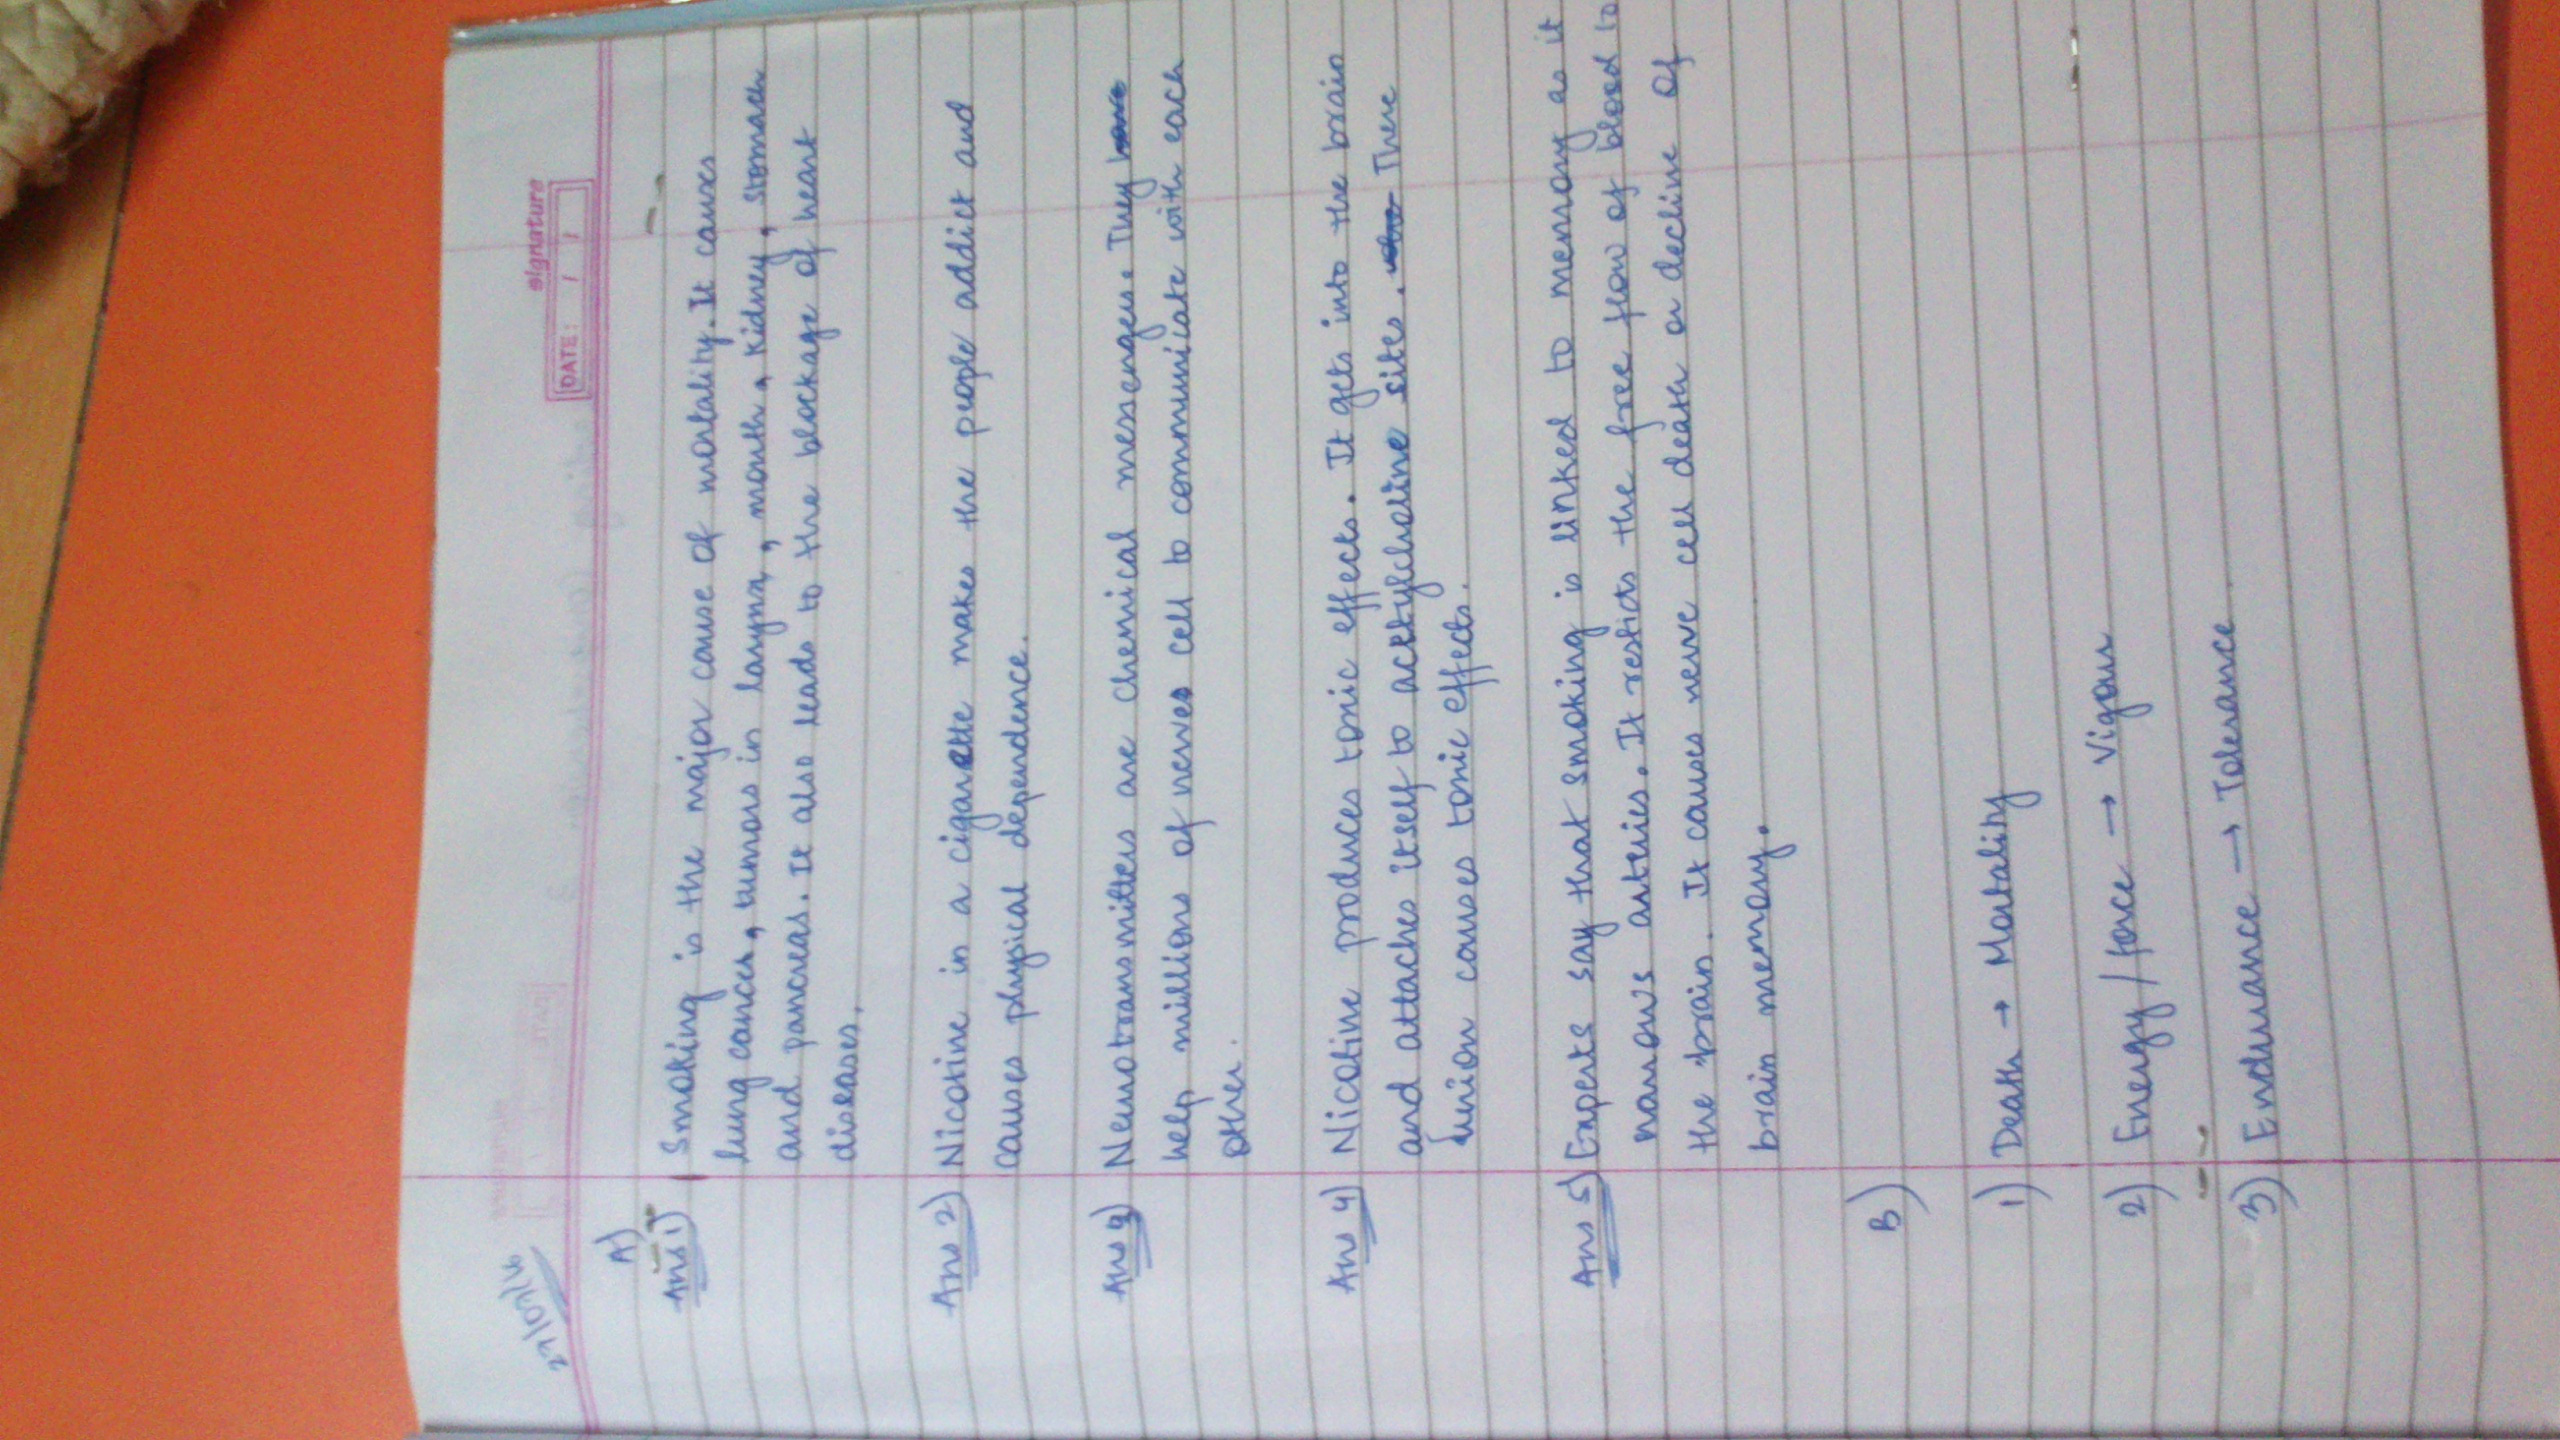 27/07/16
signature
DATE: / /
A)
Ans 1) Smoking is the major cause of mortality. It causes
lung cancer, tumors in larynx, mouth, kidney, stomach
and pancreas. It also leads to the blockage of heart
diseases.
Ans 2) Nicotine in a cigarette makes the people addict and
causes physical dependence.
Ans 3) Neurotransmitters are chemical messengers. They have
help millions of nerves cell to communicate with each
other.
Ans 4) Nicotine produces tonic effects. It gets into the brain
and attaches itself to acetylcholine sites. There
union causes tonic effects.
Ans 5) Experts say that smoking is linked to memory as it
narrows arteries. It resticts the free flow of blood to
the brain. It causes nerve cell death or decline of
brain memory.
B)
1) Death → Mortality
2) Energy / force → Vigour
3) Endurance → Tolerance